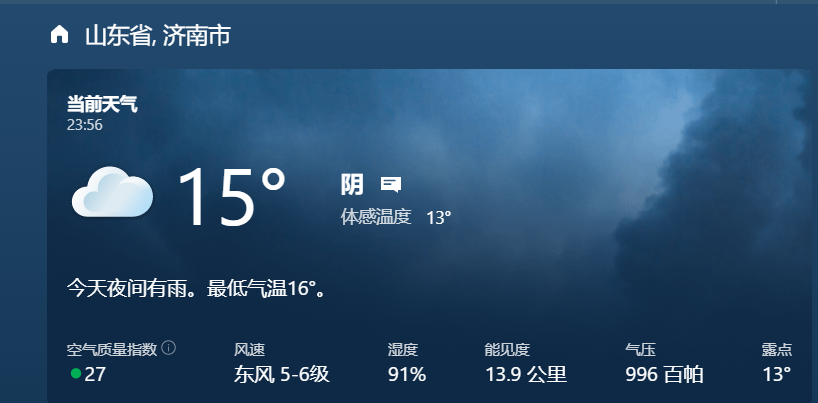 山东省, 济南市
当前天气
23:56
15°
阴
体感温度 13°
今天夜间有雨。最低气温16°。
空气质量指数 风速 湿度 能见度 气压 露点
27 东风 5-6级 91% 13.9 公里 996 百帕 13°